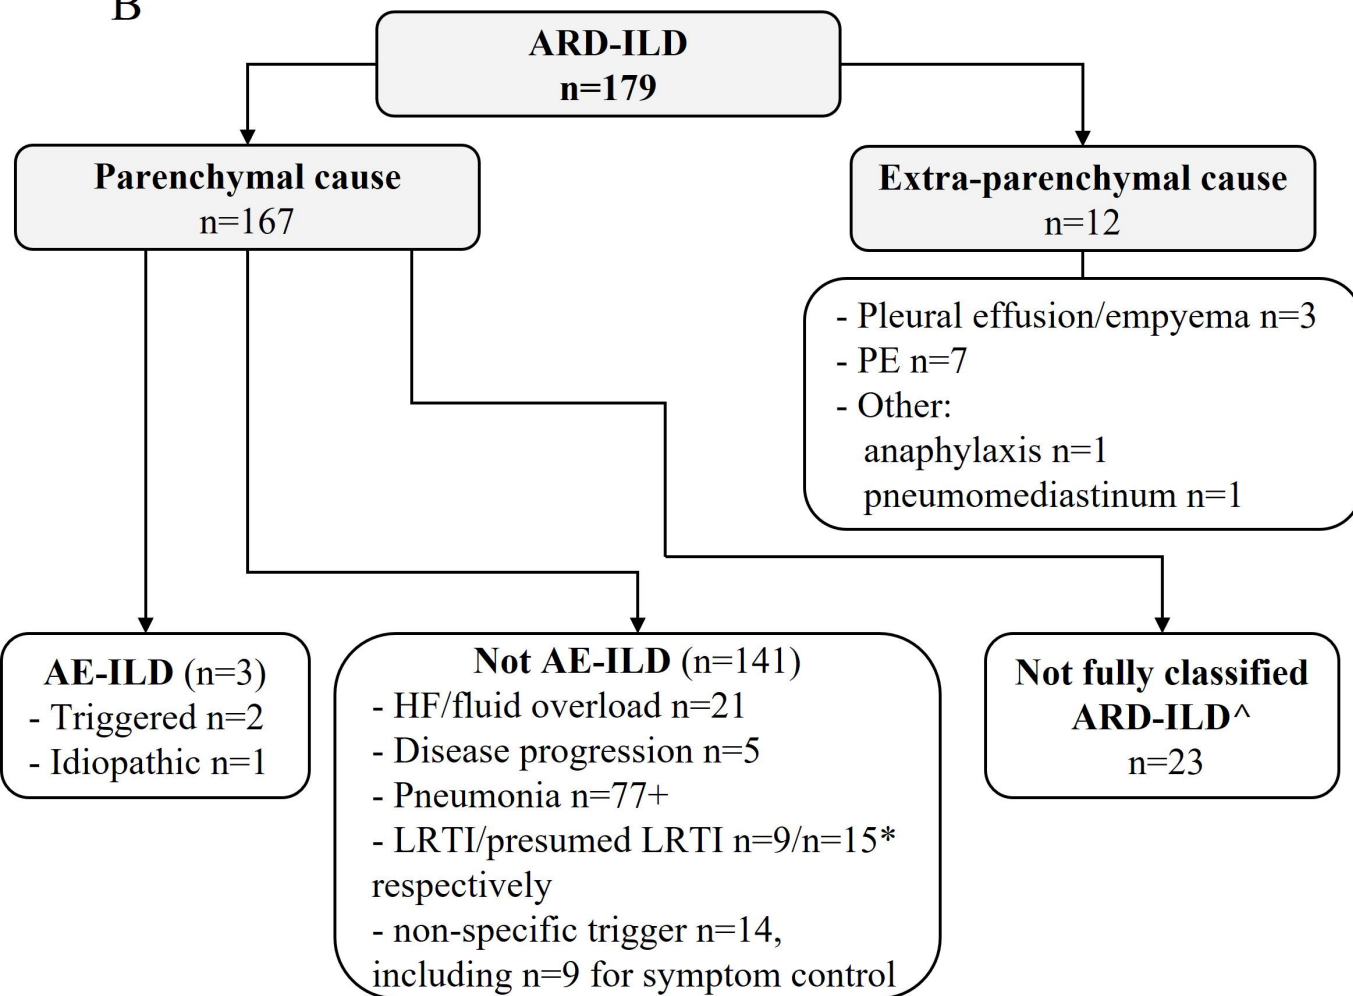 B
ARD-ILD
n=179
Parenchymal cause
n=167
Extra-parenchymal cause
n=12
- Pleural effusion/empyema n=3
- PE n=7
- Other:
anaphylaxis n=1
pneumomediastinum n=1
AE-ILD (n=3)
- Triggered n=2
- Idiopathic n=1
Not AE-ILD (n=141)
- HF/fluid overload n=21
- Disease progression n=5
- Pneumonia n=77+
- LRTI/presumed LRTI n=9/n=15*
respectively
- non-specific trigger n=14,
including n=9 for symptom control
Not fully classified
ARD-ILD^
n=23